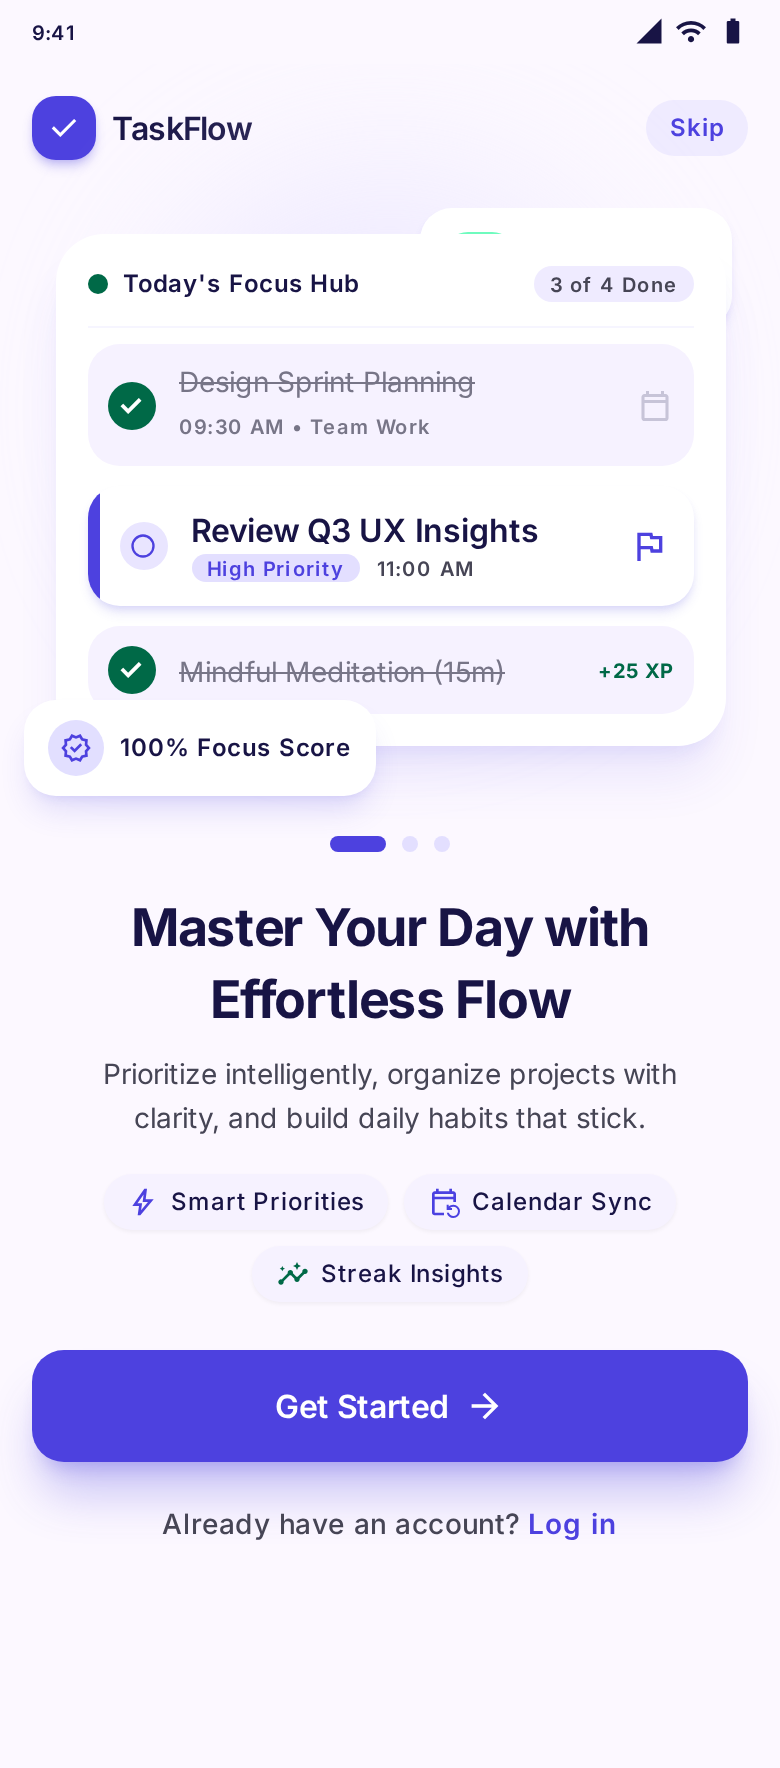 9:41
TaskFlow
Skip
Today's Focus Hub
3 of 4 Done
Design Sprint Planning
09:30 AM • Team Work
Review Q3 UX Insights
High Priority
11:00 AM
Mindful Meditation (15m)
+25 XP
100% Focus Score
Master Your Day with
Effortless Flow
Prioritize intelligently, organize projects with
clarity, and build daily habits that stick.
Smart Priorities
Calendar Sync
Streak Insights
Get Started
Already have an account? Log in